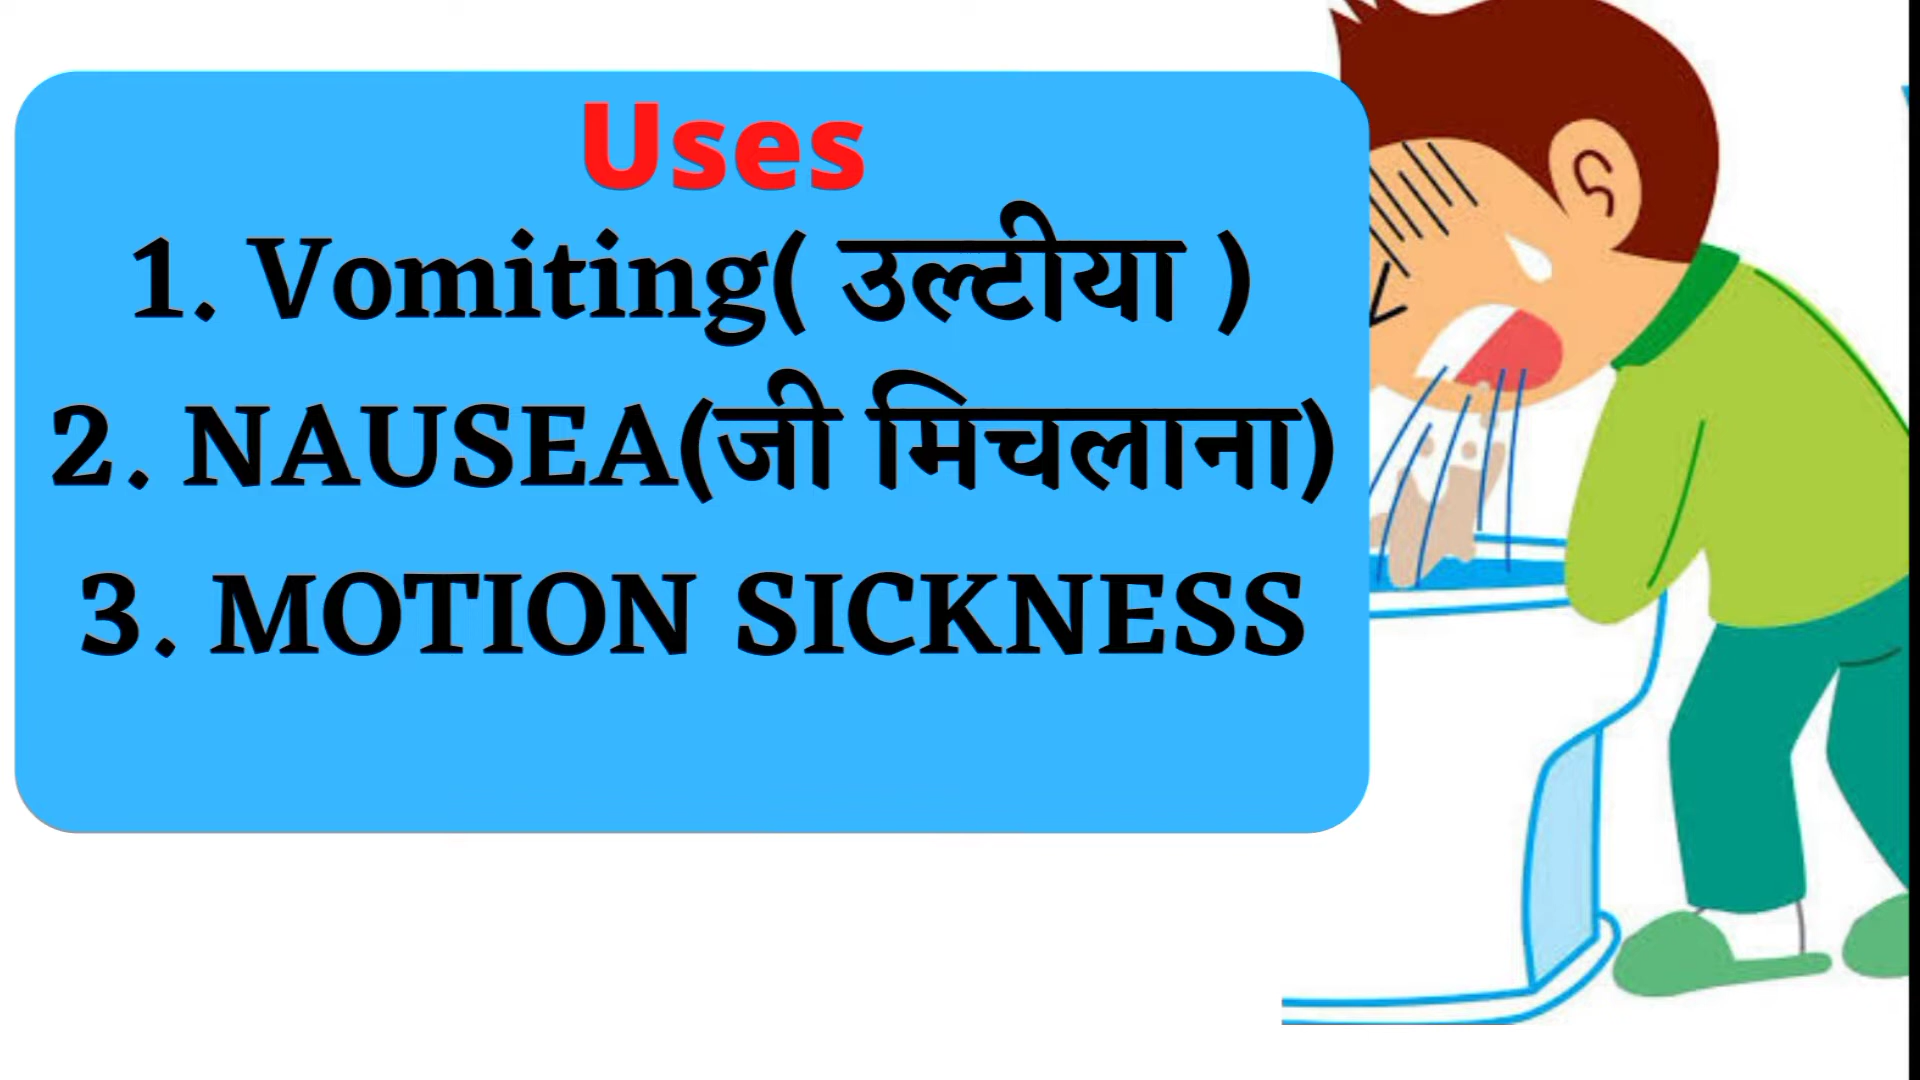 Uses
1. Vomiting( उल्टीया )
2. NAUSEA(जी मिचलाना)
3. MOTION SICKNESS